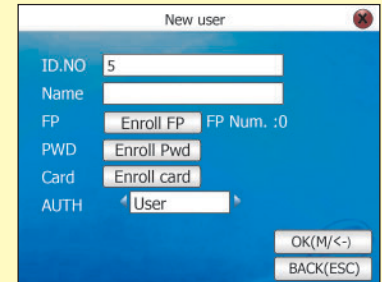 New user
ID.NO 5
Name
FP Enroll FP FP Num. :0
PWD Enroll Pwd
Card Enroll card
AUTH User
OK(M/<-)
BACK(ESC)